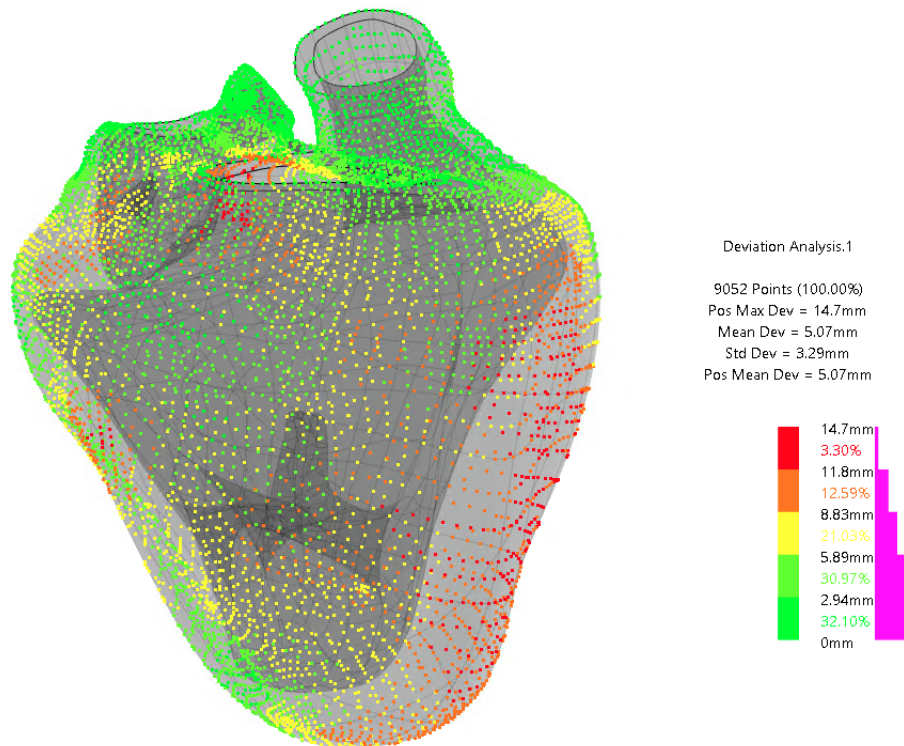 Deviation Analysis.1
9052 Points (100.00%)
Pos Max Dev = 14.7mm
Mean Dev = 5.07mm
Std Dev = 3.29mm
Pos Mean Dev = 5.07mm
14.7mm
3.30%
11.8mm
12.59%
8.83mm
21.03%
5.89mm
30.97%
2.94mm
32.10%
0mm